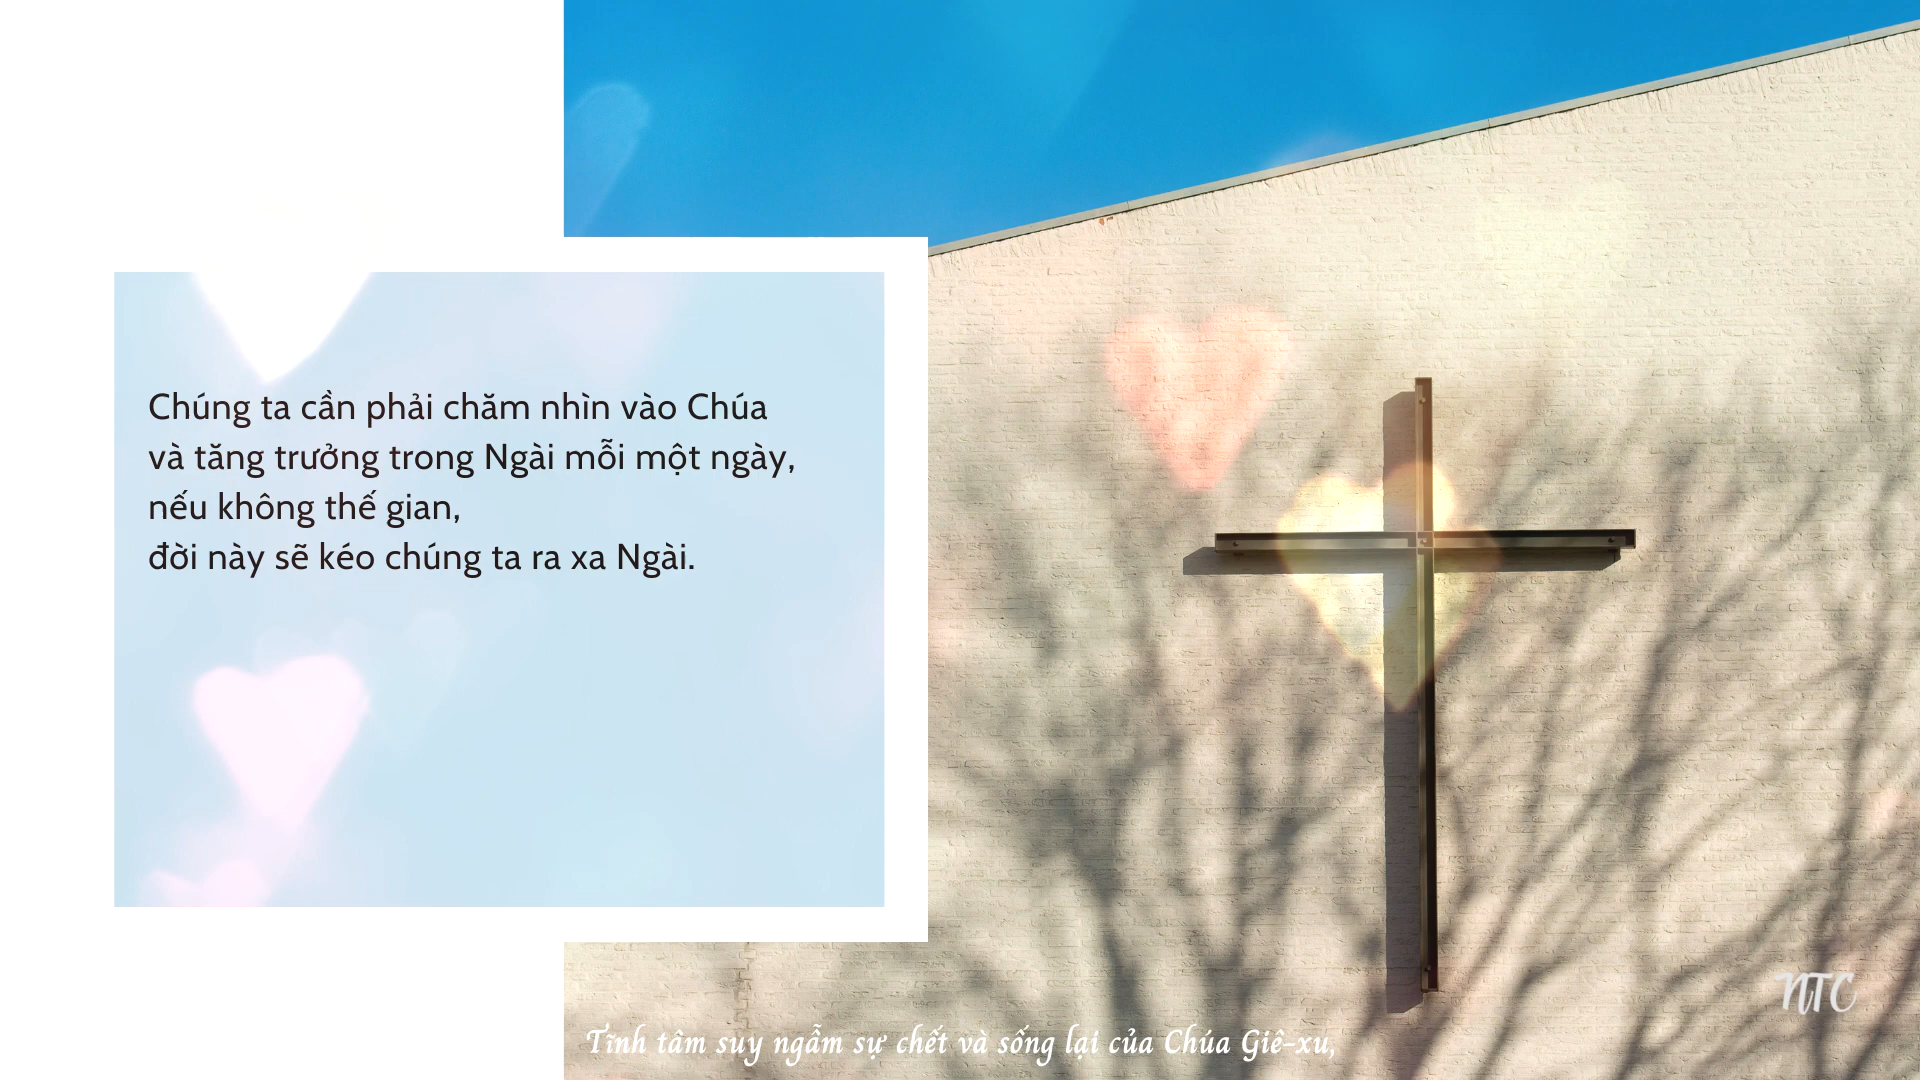 Chúng ta cần phải chăm nhìn vào Chúa
và tăng trưởng trong Ngài mỗi một ngày,
nếu không thế gian,
đời này sẽ kéo chúng ta ra xa Ngài.
NTC
Tĩnh tâm suy ngẫm sự chết và sống lại của Chúa Giê-xu,